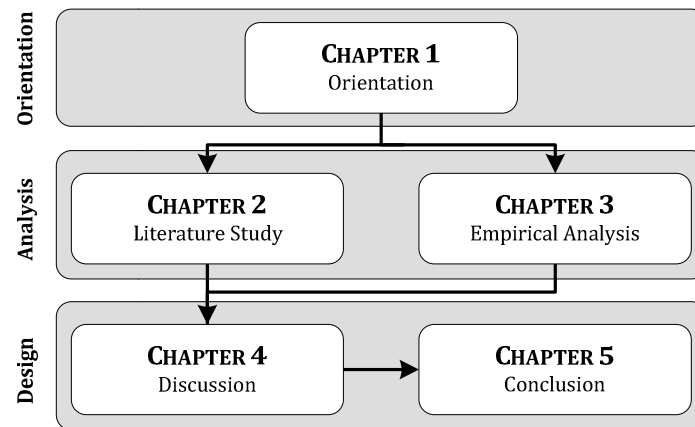 Orientation
CHAPTER 1
Orientation
Analysis
CHAPTER 2
Literature Study
CHAPTER 3
Empirical Analysis
Design
CHAPTER 4
Discussion
CHAPTER 5
Conclusion